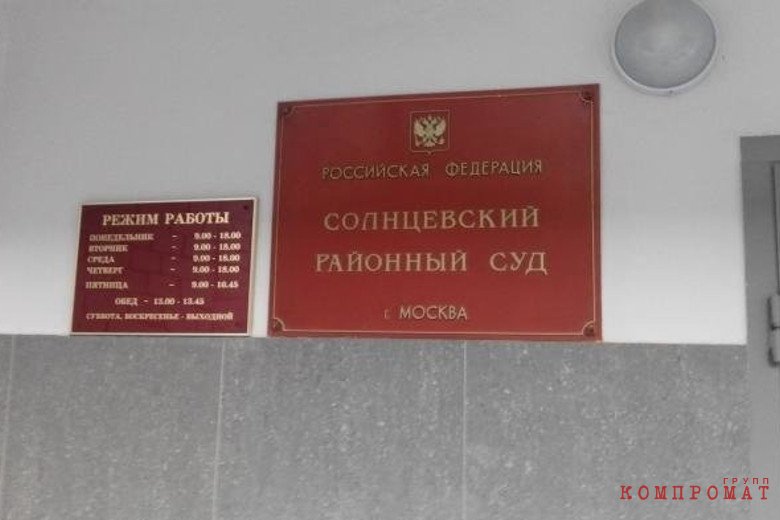 РЕЖИМ РАБОТЫ
ПОНЕДЕЛЬНИК - 9.00 - 18.00
ВТОРНИК - 9.00 - 18.00
СРЕДА - 9.00 - 18.00
ЧЕТВЕРГ - 9.00 - 18.00
ПЯТНИЦА - 9.00 - 16.45
ОБЕД - 13.00 - 13.45
СУББОТА, ВОСКРЕСЕНЬЕ - ВЫХОДНОЙ
РОССИЙСКАЯ ФЕДЕРАЦИЯ
СОЛНЦЕВСКИЙ
РАЙОННЫЙ СУД
г. МОСКВА
ГРУПП
КОМПРОМАТ